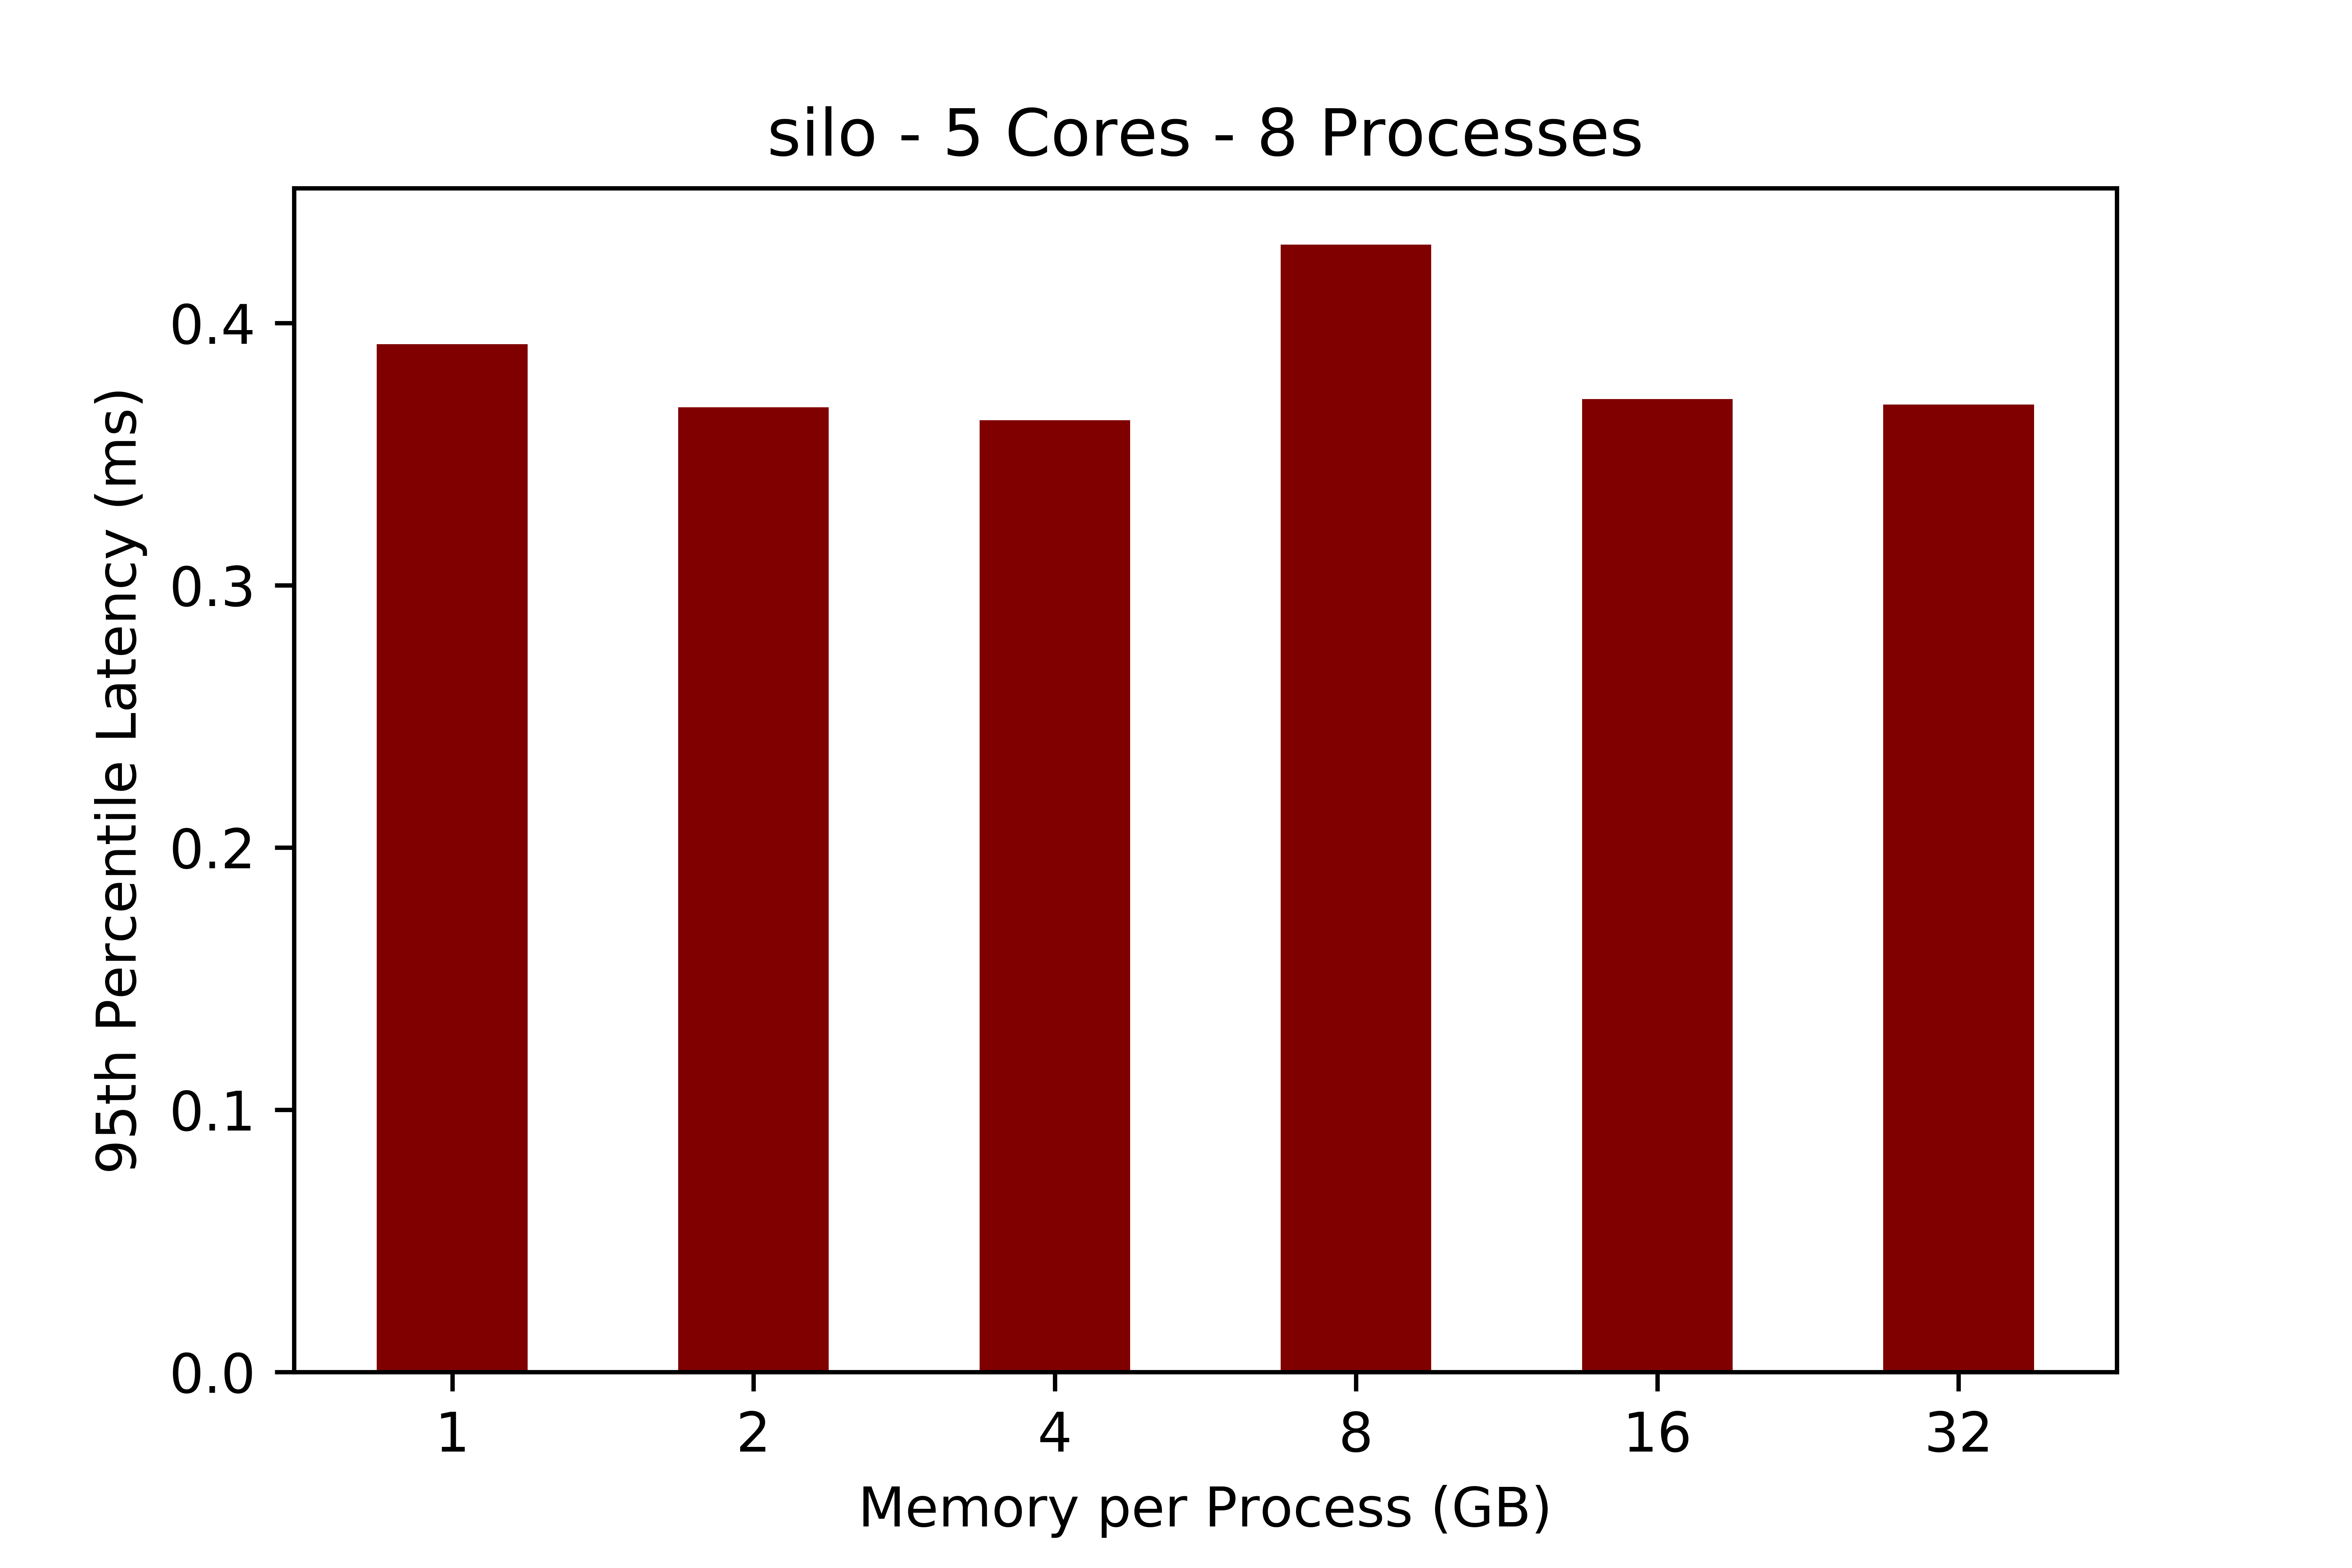 silo - 5 Cores - 8 Processes
95th Percentile Latency (ms)
0.4
0.3
0.2
0.1
0.0
1 2 4 8 16 32
Memory per Process (GB)